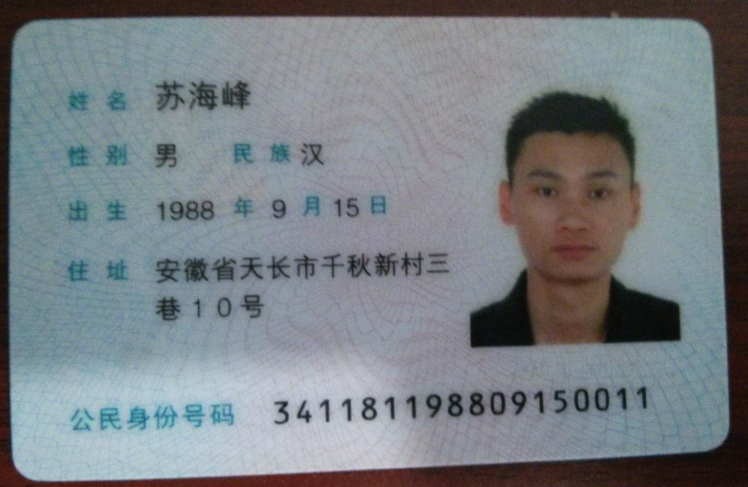 姓名 苏海峰
性别 男 民族 汉
出生 1988 年 9 月 15 日
住址 安徽省天长市千秋新村三
巷10号
公民身份号码 341181198809150011